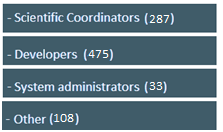 - Scientific Coordinators (287)
- Developers (475)
- System administrators (33)
- Other (108)